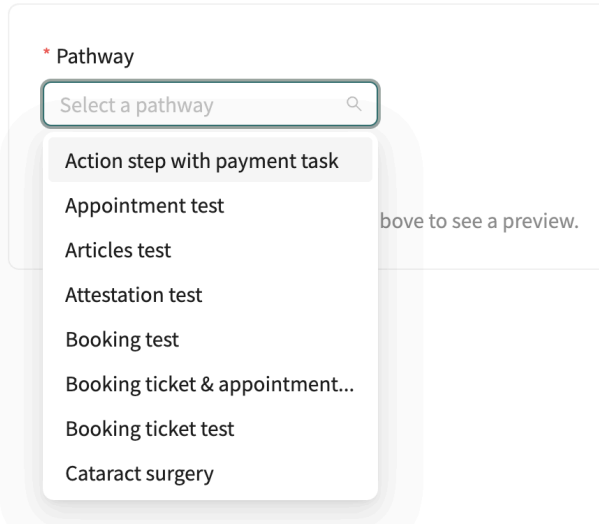 * Pathway
Select a pathway
Action step with payment task
Appointment test
bove to see a preview.
Articles test
Attestation test
Booking test
Booking ticket & appointment...
Booking ticket test
Cataract surgery